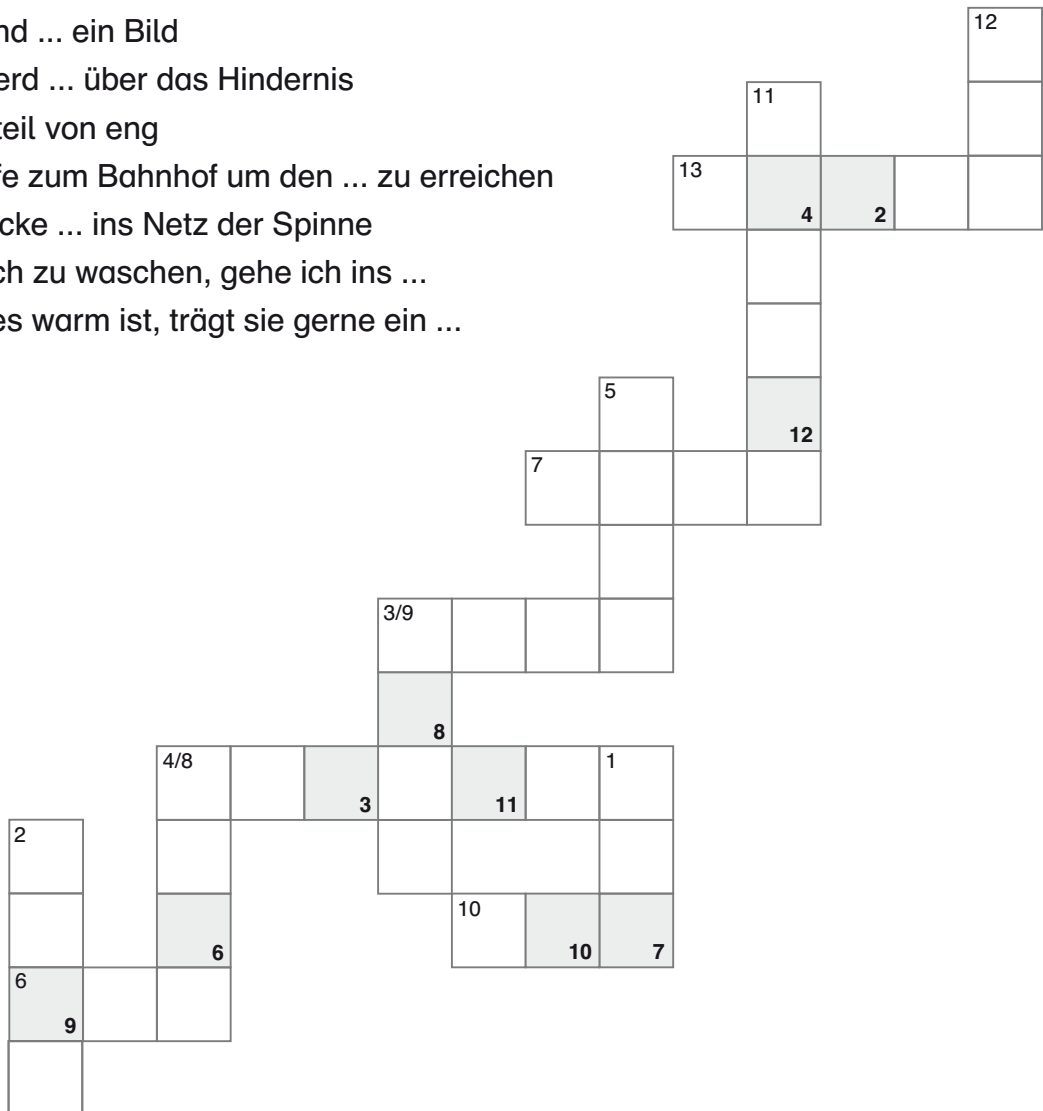 nd ... ein Bild
erd ... über das Hindernis
teil von eng
fe zum Bahnhof um den ... zu erreichen
cke ... ins Netz der Spinne
ch zu waschen, gehe ich ins ...
es warm ist, trägt sie gerne ein ...
12
11
13
4 2
12
5
7
3/9
8
4/8 3 11 1
2
10
6 10 7
6
9